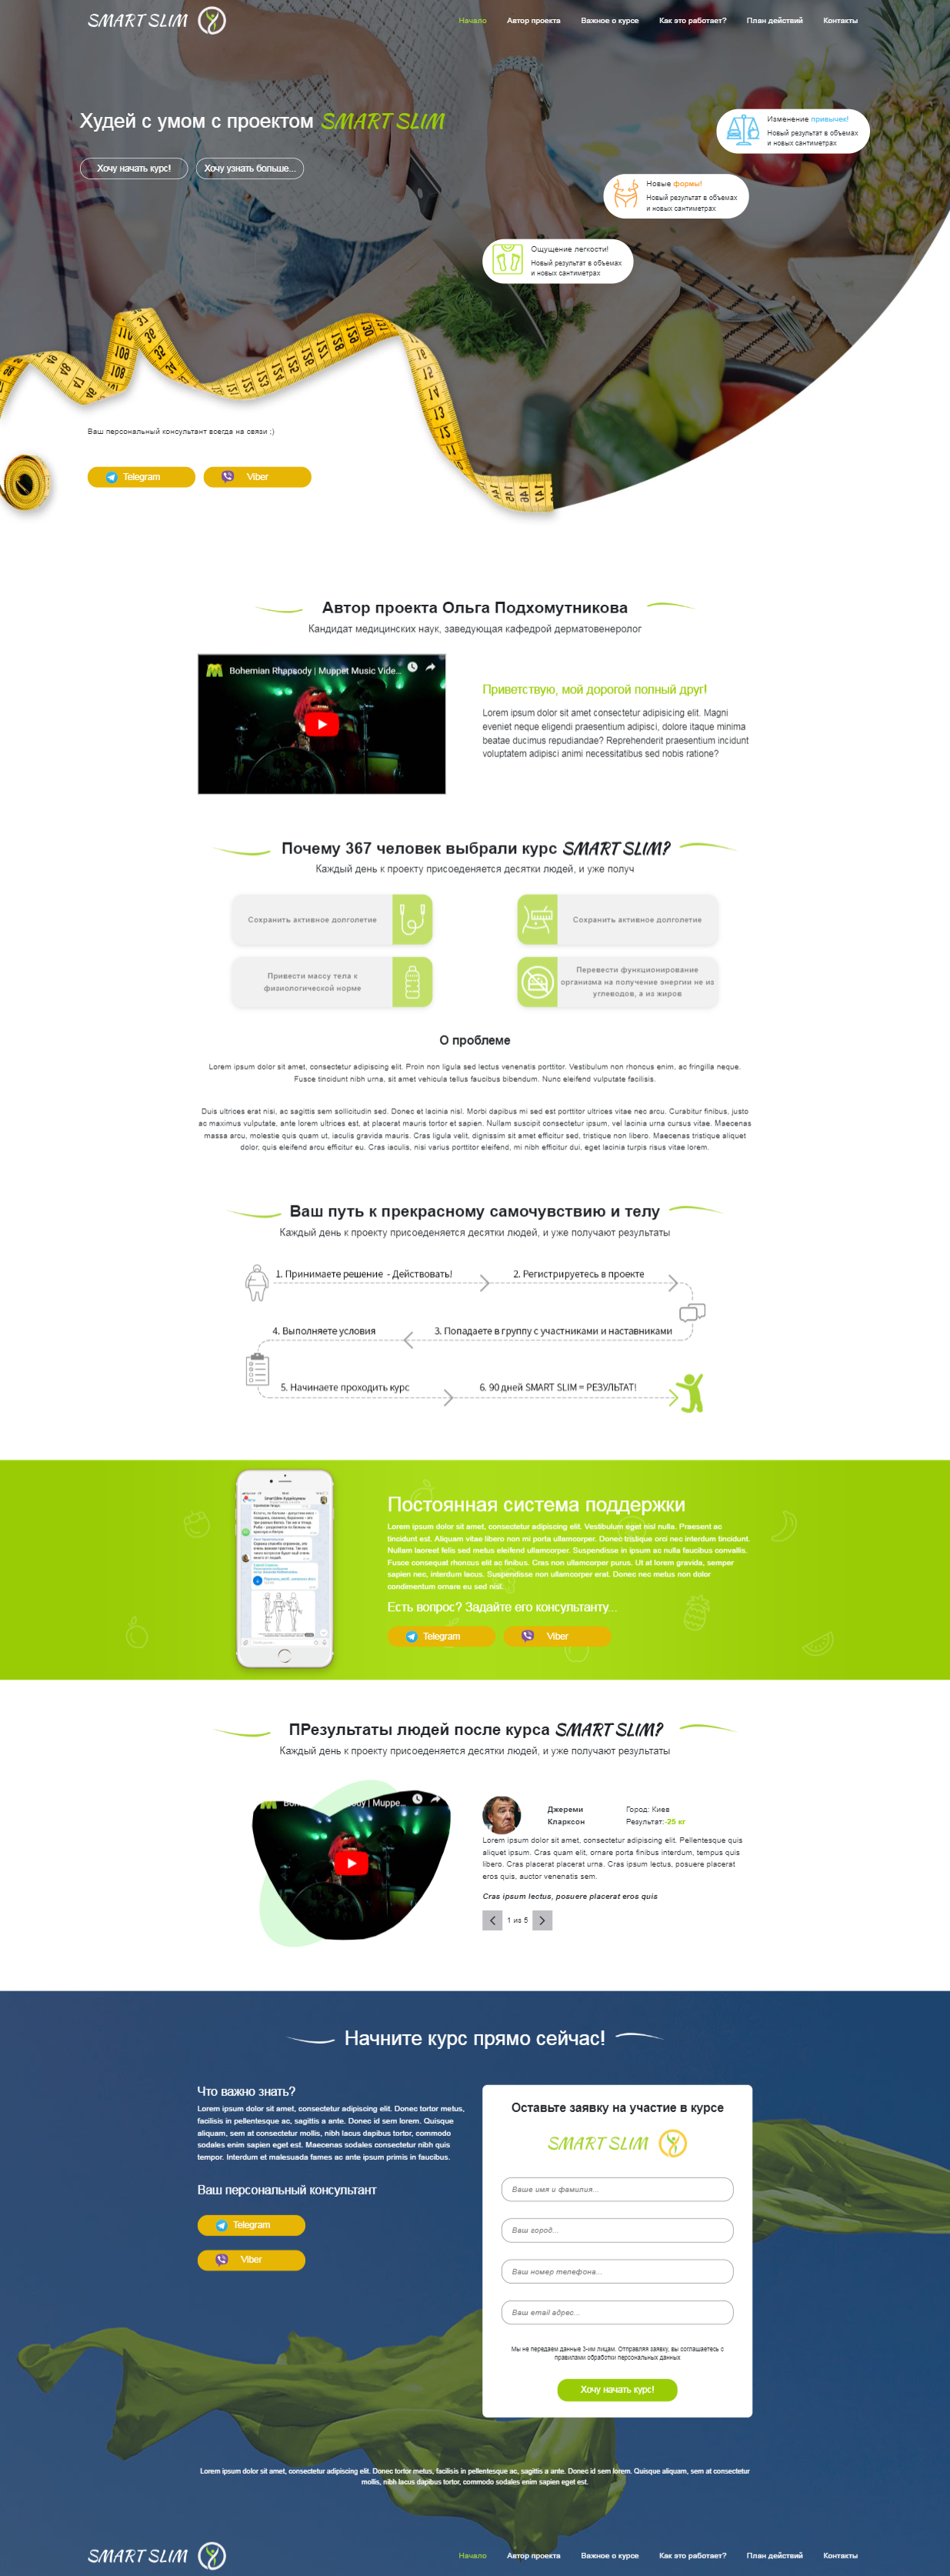 SMART SLIM
Начало Автор проекта Важное о курсе Как это работает? План действий Контакты
Худей с умом с проектом SMART SLIM
Хочу начать курс! Хочу узнать больше...
Изменение привычек!
Новый результат в объемах
и новых сантиметрах
Новые формы!
Новый результат в объемах
и новых сантиметрах
Ощущение легкости!
Новый результат в объемах
и новых сантиметрах
Ваш персональный консультант всегда на связи ;)
Telegram Viber
Автор проекта Ольга Подхомутникова
Кандидат медицинских наук, заведующая кафедрой дерматовенеролог
Bohemian Rhapsody | Muppet Music Vide...
Приветствую, мой дорогой полный друг!
Lorem ipsum dolor sit amet consectetur adipisicing elit. Magni
eveniet neque eligendi praesentium adipisci, dolore itaque minima
beatae ducimus repudiandae? Reprehenderit praesentium incidunt
voluptatem adipisci animi necessitatibus sed nobis ratione?
Почему 367 человек выбрали курс SMART SLIM?
Каждый день к проекту присоеденяется десятки людей, и уже получ
Сохранить активное долголетие
Сохранить активное долголетие
Привести массу тела к
физиологической норме
Перевести функционирование
организма на получение энергии не из
углеводов, а из жиров
О проблеме
Lorem ipsum dolor sit amet, consectetur adipiscing elit. Proin non ligula sed lectus venenatis porttitor. Vestibulum non rhoncus enim, ac fringilla neque.
Fusce tincidunt nibh urna, sit amet vehicula tellus faucibus bibendum. Nunc eleifend vulputate facilisis.
Duis ultrices erat nisi, ac sagittis sem sollicitudin sed. Donec et lacinia nisl. Morbi dapibus mi sed est porttitor ultrices vitae nec arcu. Curabitur finibus, justo
ac maximus vulputate, ante lorem ultrices est, at placerat mauris tortor et sapien. Nullam suscipit consectetur ipsum, vel lacinia urna cursus vitae. Maecenas
massa arcu, molestie quis quam ut, iaculis gravida mauris. Cras ligula velit, dignissim sit amet efficitur sed, tristique non libero. Maecenas tristique aliquet
dolor, quis eleifend arcu efficitur eu. Cras iaculis, nisi varius porttitor eleifend, mi nibh efficitur dui, eget lacinia turpis risus vitae lorem.
Ваш путь к прекрасному самочувствию и телу
Каждый день к проекту присоеденяется десятки людей, и уже получают результаты
1. Принимаете решение - Действовать! 2. Регистрируетесь в проекте
4. Выполняете условия 3. Попадаете в группу с участниками и наставниками
5. Начинаете проходить курс 6. 90 дней SMART SLIM = РЕЗУЛЬТАТ!
Постоянная система поддержки
Lorem ipsum dolor sit amet, consectetur adipiscing elit. Vestibulum eget nisl nulla. Praesent ac
tincidunt est. Aliquam vitae libero non mi porta ullamcorper. Donec tristique orci nec interdum tincidunt.
Nullam laoreet felis sed metus eleifend ullamcorper. Suspendisse in ipsum ac nulla mollis convallis.
Fusce consequat rhoncus elit ac finibus. Cras non ullamcorper purus. Ut at lorem gravida, semper
sapien nec, interdum lacus. Suspendisse non ullamcorper erat. Donec nec metus non dolor
condimentum ornare eu sed nisl.
Есть вопрос? Задайте его консультанту...
Telegram Viber
ПРезультаты людей после курса SMART SLIM?
Каждый день к проекту присоеденяется десятки людей, и уже получают результаты
Джереми
Кларксон
Город: Киев
Результат:-25 кг
Lorem ipsum dolor sit amet, consectetur adipiscing elit. Pellentesque quis
aliquet ipsum. Cras quam elit, ornare porta finibus interdum, tempus quis
libero. Cras placerat placerat urna. Cras ipsum lectus, posuere placerat
eros quis, auctor venenatis sem.
Cras ipsum lectus, posuere placerat eros quis
1 из 5
Начните курс прямо сейчас!
Что важно знать?
Lorem ipsum dolor sit amet, consectetur adipiscing elit. Donec tortor metus,
facilisis in pellentesque ac, sagittis a ante. Donec id sem lorem. Quisque
aliquam, sem at consectetur mollis, nibh lacus dapibus tortor, commodo
sodales enim sapien eget est. Maecenas sodales consectetur nibh quis
tempor. Interdum et malesuada fames ac ante ipsum primis in faucibus.
Ваш персональный консультант
Telegram
Viber
Оставьте заявку на участие в курсе
SMART SLIM
Ваше имя и фамилия...
Ваш город...
Ваш номер телефона...
Ваш email адрес...
Мы не передаем данные 3-им лицам. Отправляя заявку, вы соглашаетесь с
правилами обработки персональных данных
Хочу начать курс!
Lorem ipsum dolor sit amet, consectetur adipiscing elit. Donec tortor metus, facilisis in pellentesque ac, sagittis a ante. Donec id sem lorem. Quisque aliquam, sem at consectetur
mollis, nibh lacus dapibus tortor, commodo sodales enim sapien eget est.
SMART SLIM
Начало Автор проекта Важное о курсе Как это работает? План действий Контакты